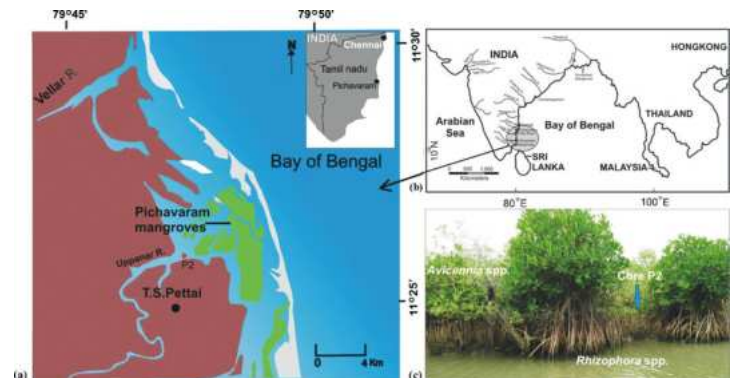 79°45
79°50
INDIA
Chennai
N
Tamil nadu
Pichavaram
11°30
Vellar R.
Bay of Bengal
Pichavaram
mangroves
Uppanar R.
P2
T.S.Pettai
11°25
0 4 Km
(a)
INDIA
HONGKONG
Arabian
Sea
Bay of Bengal
THAILAND
10°N
SRI
LANKA
MALAYSIA
Kilometers
(b)
80°E
100°E
Avicennia spp.
Chre P2
Rhizophora spp.
(c)